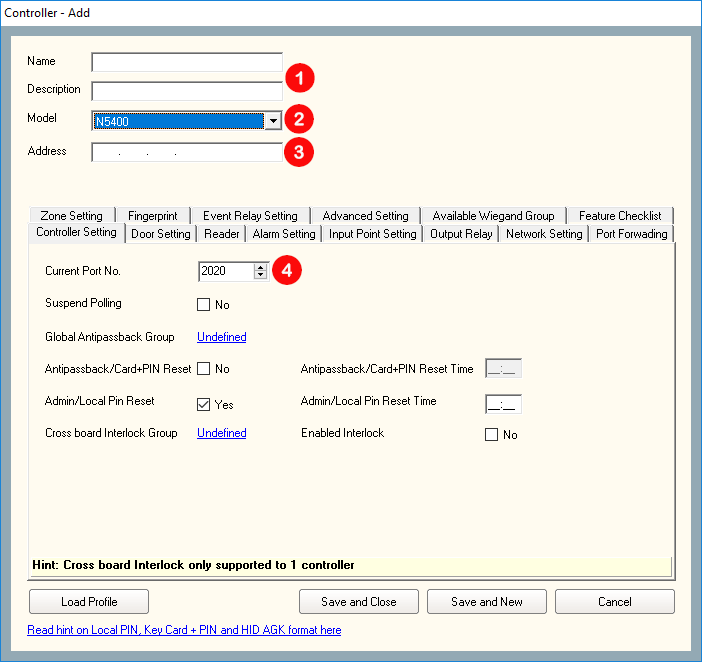 Controller - Add
Name
1
Description
Model N5400 2
Address . . . 3
Zone Setting Fingerprint Event Relay Setting Advanced Setting Available Wiegand Group Feature Checklist
Controller Setting Door Setting Reader Alarm Setting Input Point Setting Output Relay Network Setting Port Forwading
Current Port No. 2020 4
Suspend Polling No
Global Antipassback Group Undefined
Antipassback/Card+PIN Reset No Antipassback/Card+PIN Reset Time __:__
Admin/Local Pin Reset Yes Admin/Local Pin Reset Time __:__
Cross board Interlock Group Undefined Enabled Interlock No
Hint: Cross board Interlock only supported to 1 controller
Load Profile Save and Close Save and New Cancel
Read hint on Local PIN, Key Card + PIN and HID AGK format here